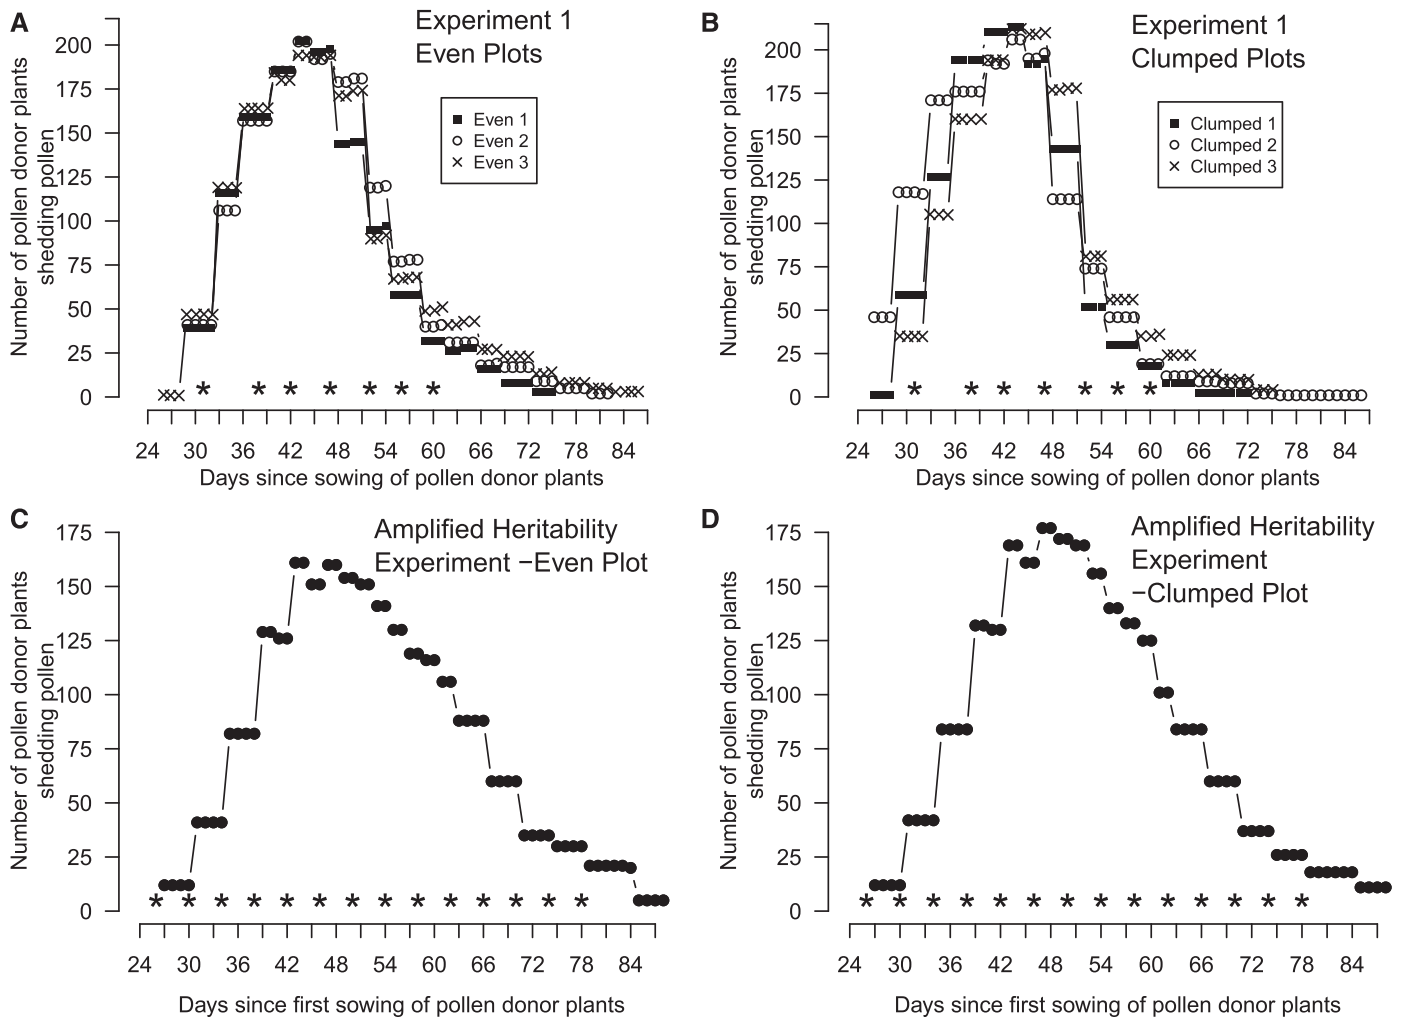 A
Experiment 1
Even Plots
Number of pollen donor plants
shedding pollen
200
175
150
125
100
75
50
25
0
Even 1
Even 2
Even 3
* * * * * * *
24 30 36 42 48 54 60 66 72 78 84
Days since sowing of pollen donor plants
B
Experiment 1
Clumped Plots
Number of pollen donor plants
shedding pollen
200
175
150
125
100
75
50
25
0
Clumped 1
Clumped 2
Clumped 3
* * * * * * *
24 30 36 42 48 54 60 66 72 78 84
Days since sowing of pollen donor plants
C
Amplified Heritability
Experiment −Even Plot
Number of pollen donor plants
shedding pollen
175
150
125
100
75
50
25
0
* * * * * * * * * * * * * *
24 30 36 42 48 54 60 66 72 78 84
Days since first sowing of pollen donor plants
D
Amplified Heritability
Experiment
−Clumped Plot
Number of pollen donor plants
shedding pollen
175
150
125
100
75
50
25
0
* * * * * * * * * * * * * *
24 30 36 42 48 54 60 66 72 78 84
Days since first sowing of pollen donor plants